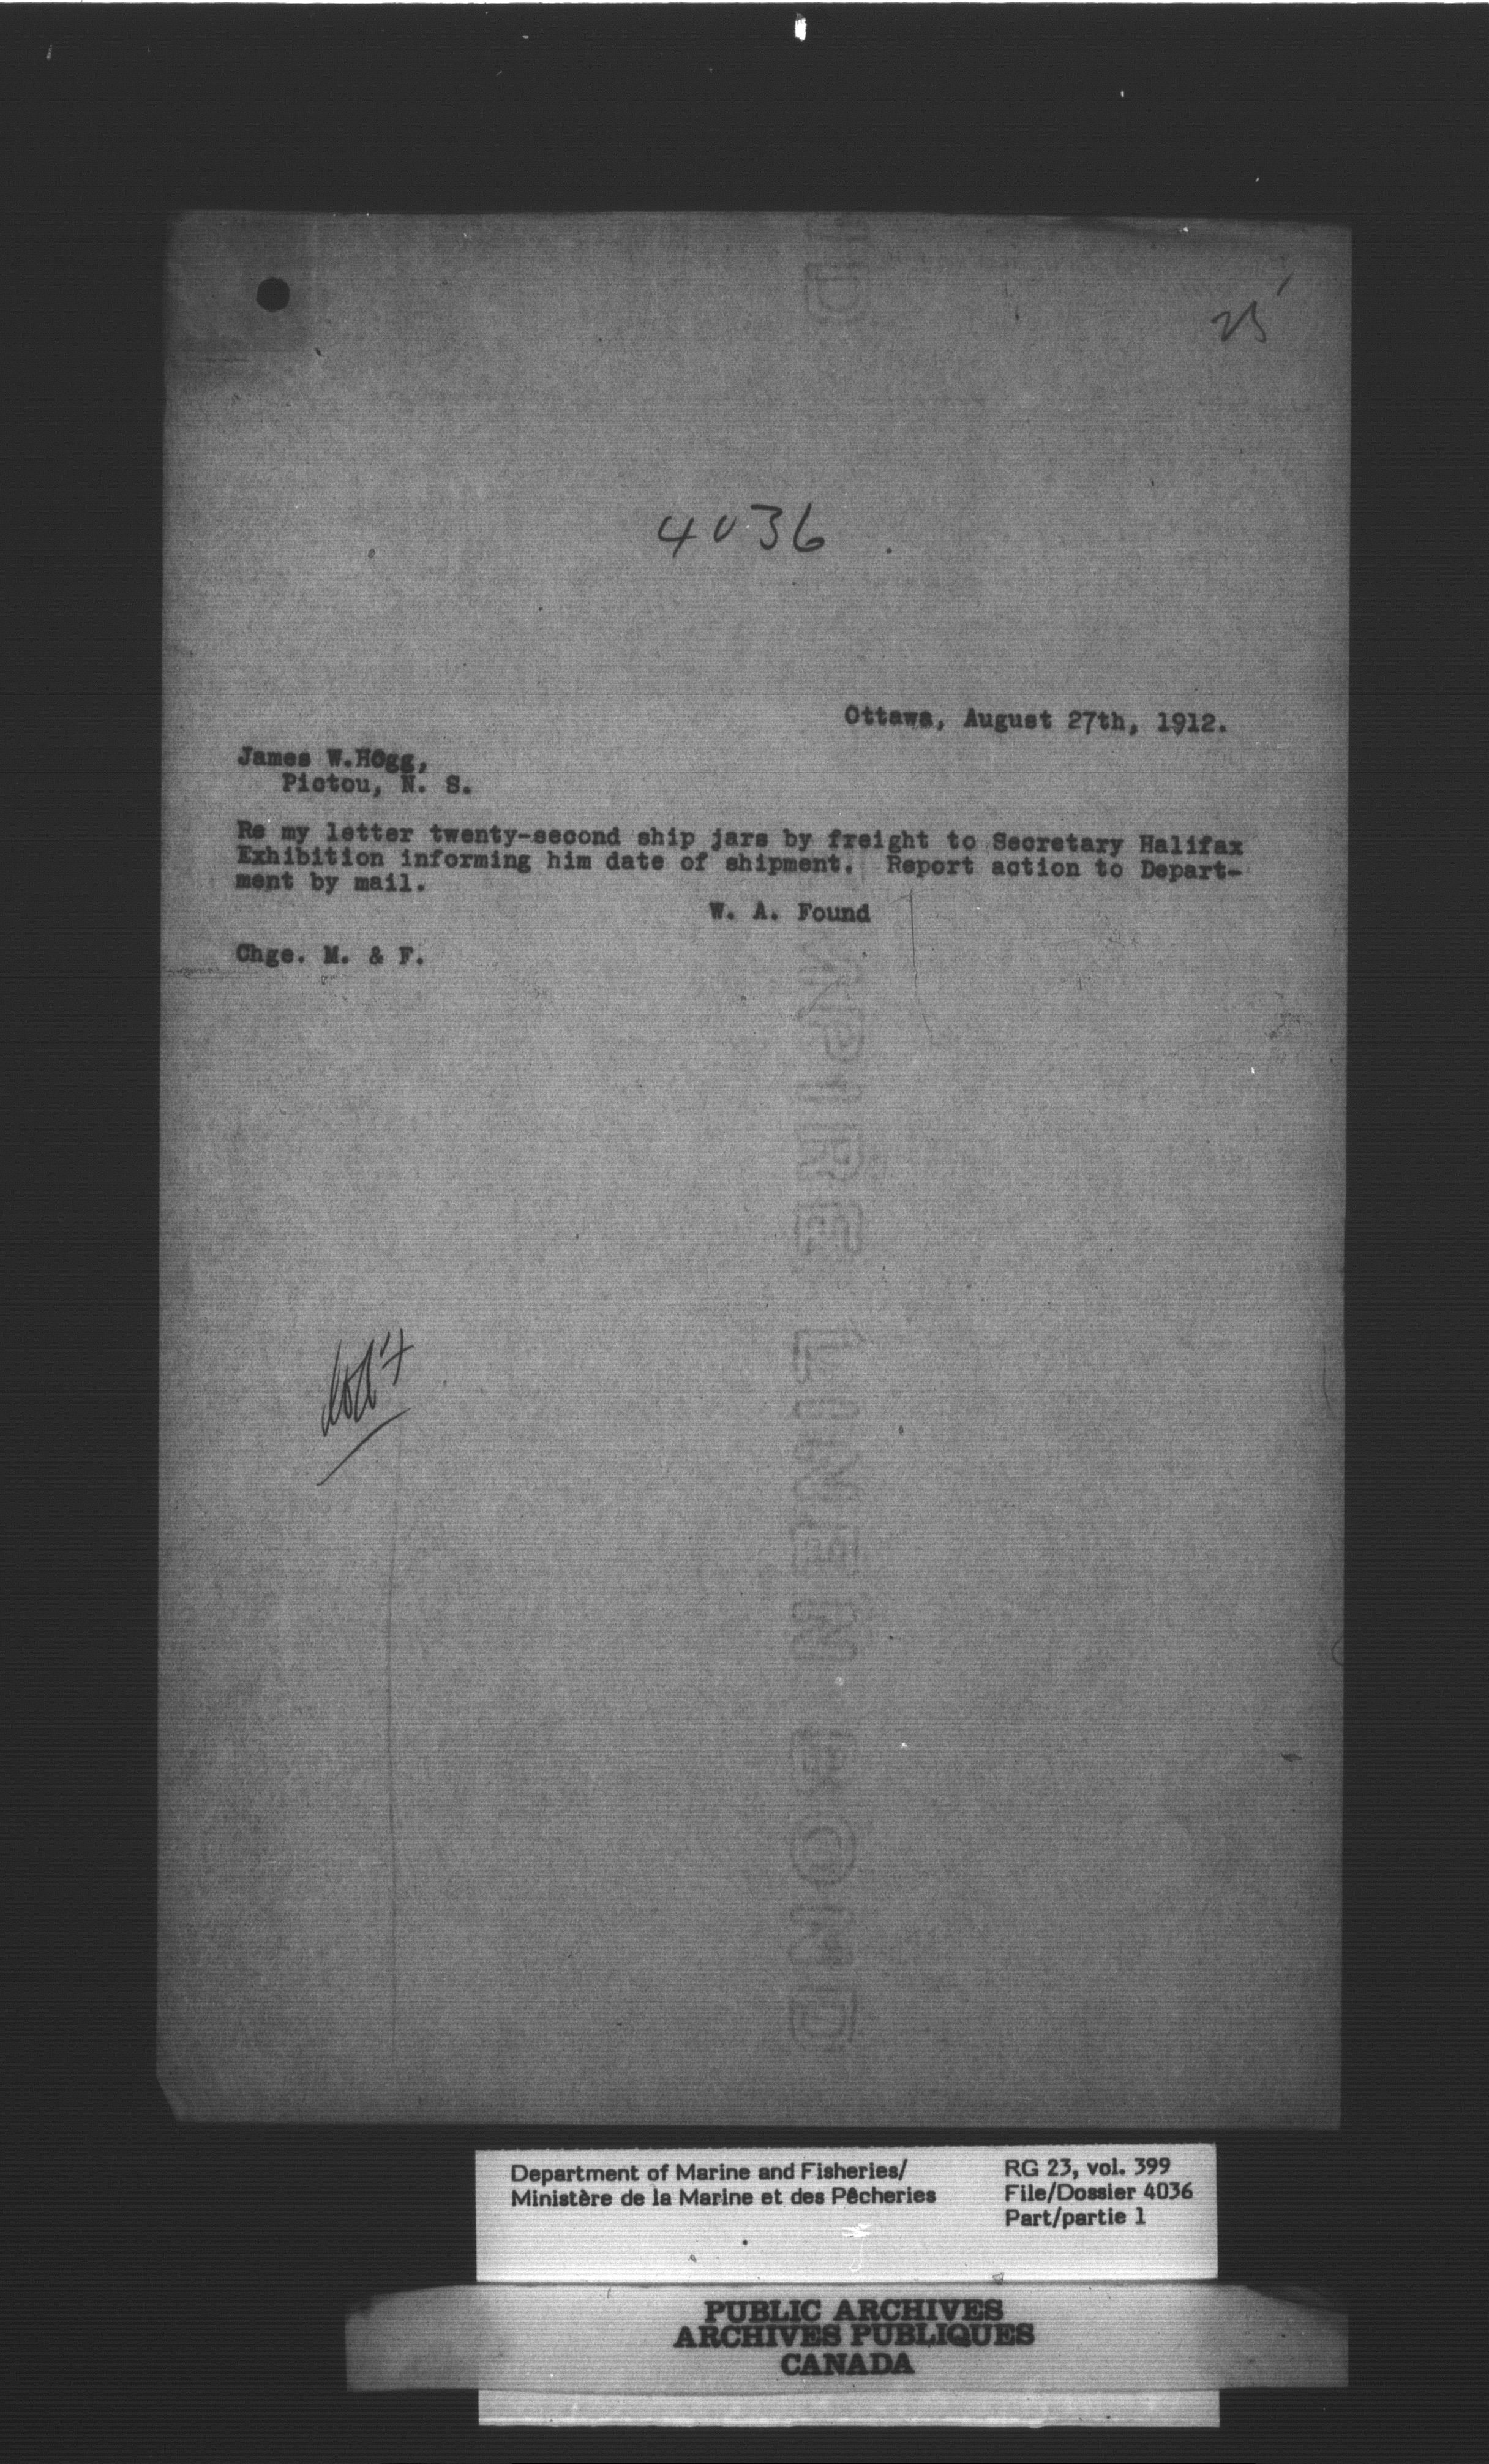 25
4036
Ottawa, August 27th, 1912.
James W.Hogg,
Pictou, N. S.
Re my letter twenty-second ship jars by freight to Secretary Halifax
Exhibition informing him date of shipment. Report action to Depart-
ment by mail.
W. A. Found
Chge. M. & F.
EMPIRE LINEN BOND
Department of Marine and Fisheries/
Ministère de la Marine et des Pêcheries
RG 23, vol. 399
File/Dossier 4036
Part/partie 1
PUBLIC ARCHIVES
ARCHIVES PUBLIQUES
CANADA